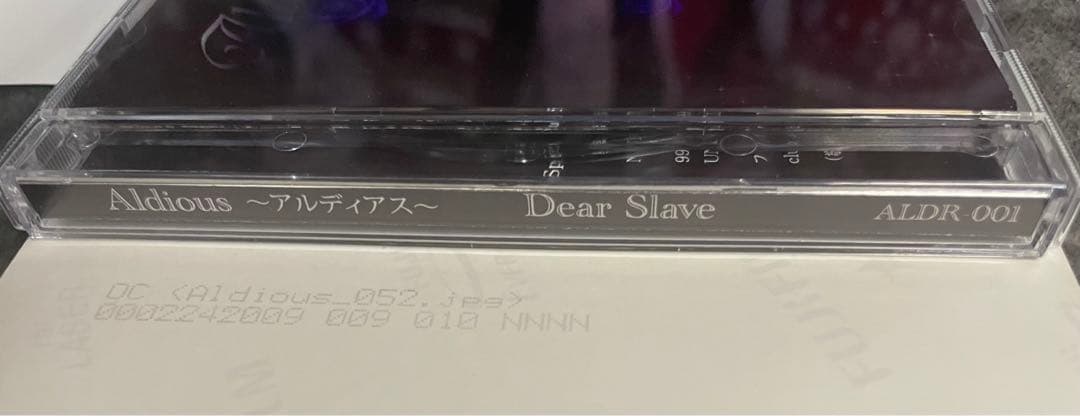 Aldious ～アルディアス～ Dear Slave ALDR-001
DC <Aldious_052.jpg>
0002242009 009 010 NNNN